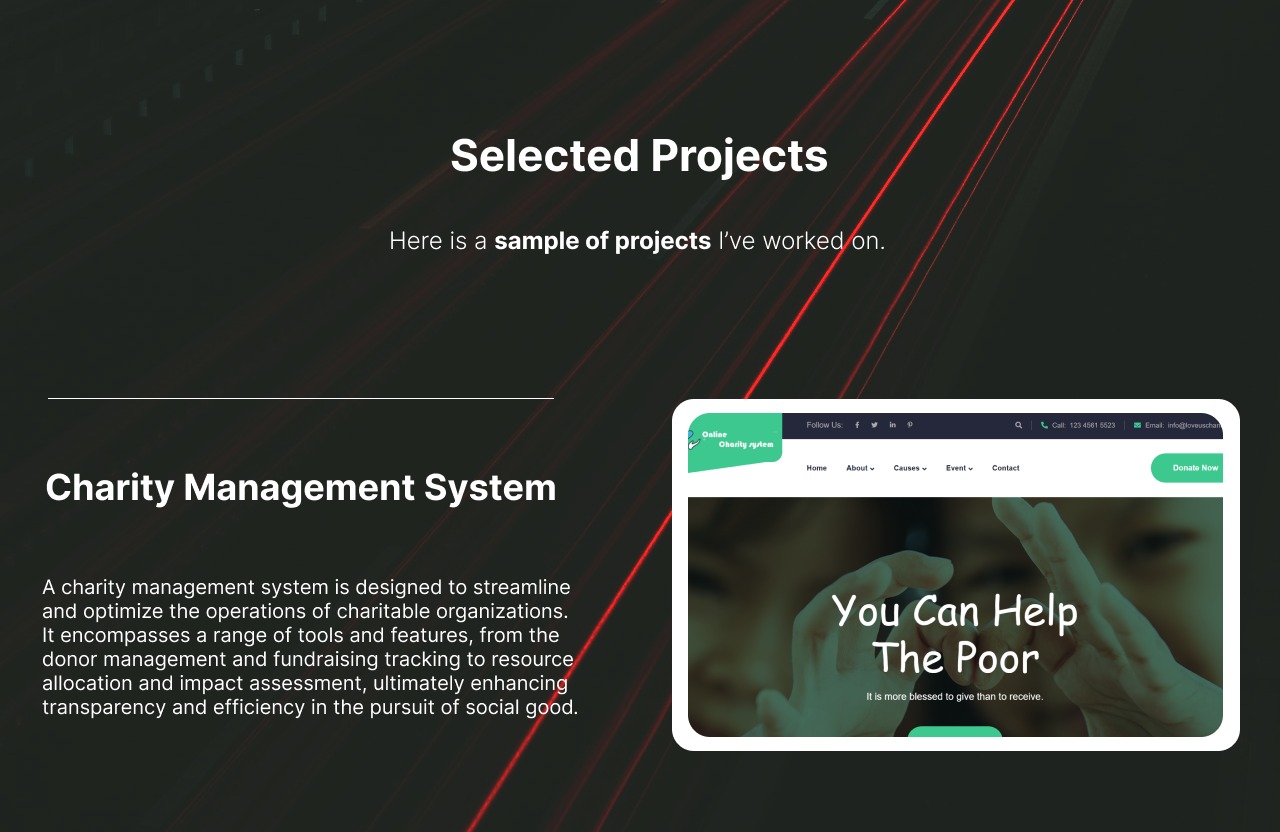 Selected Projects
Here is a sample of projects I’ve worked on.
Charity Management System
A charity management system is designed to streamline
and optimize the operations of charitable organizations.
It encompasses a range of tools and features, from the
donor management and fundraising tracking to resource
allocation and impact assessment, ultimately enhancing
transparency and efficiency in the pursuit of social good.
Online
Charity system
Follow Us:
Call: 123 4561 5523
Email: info@loveuschar
Home About Causes Event Contact
Donate Now
You Can Help
The Poor
It is more blessed to give than to receive.